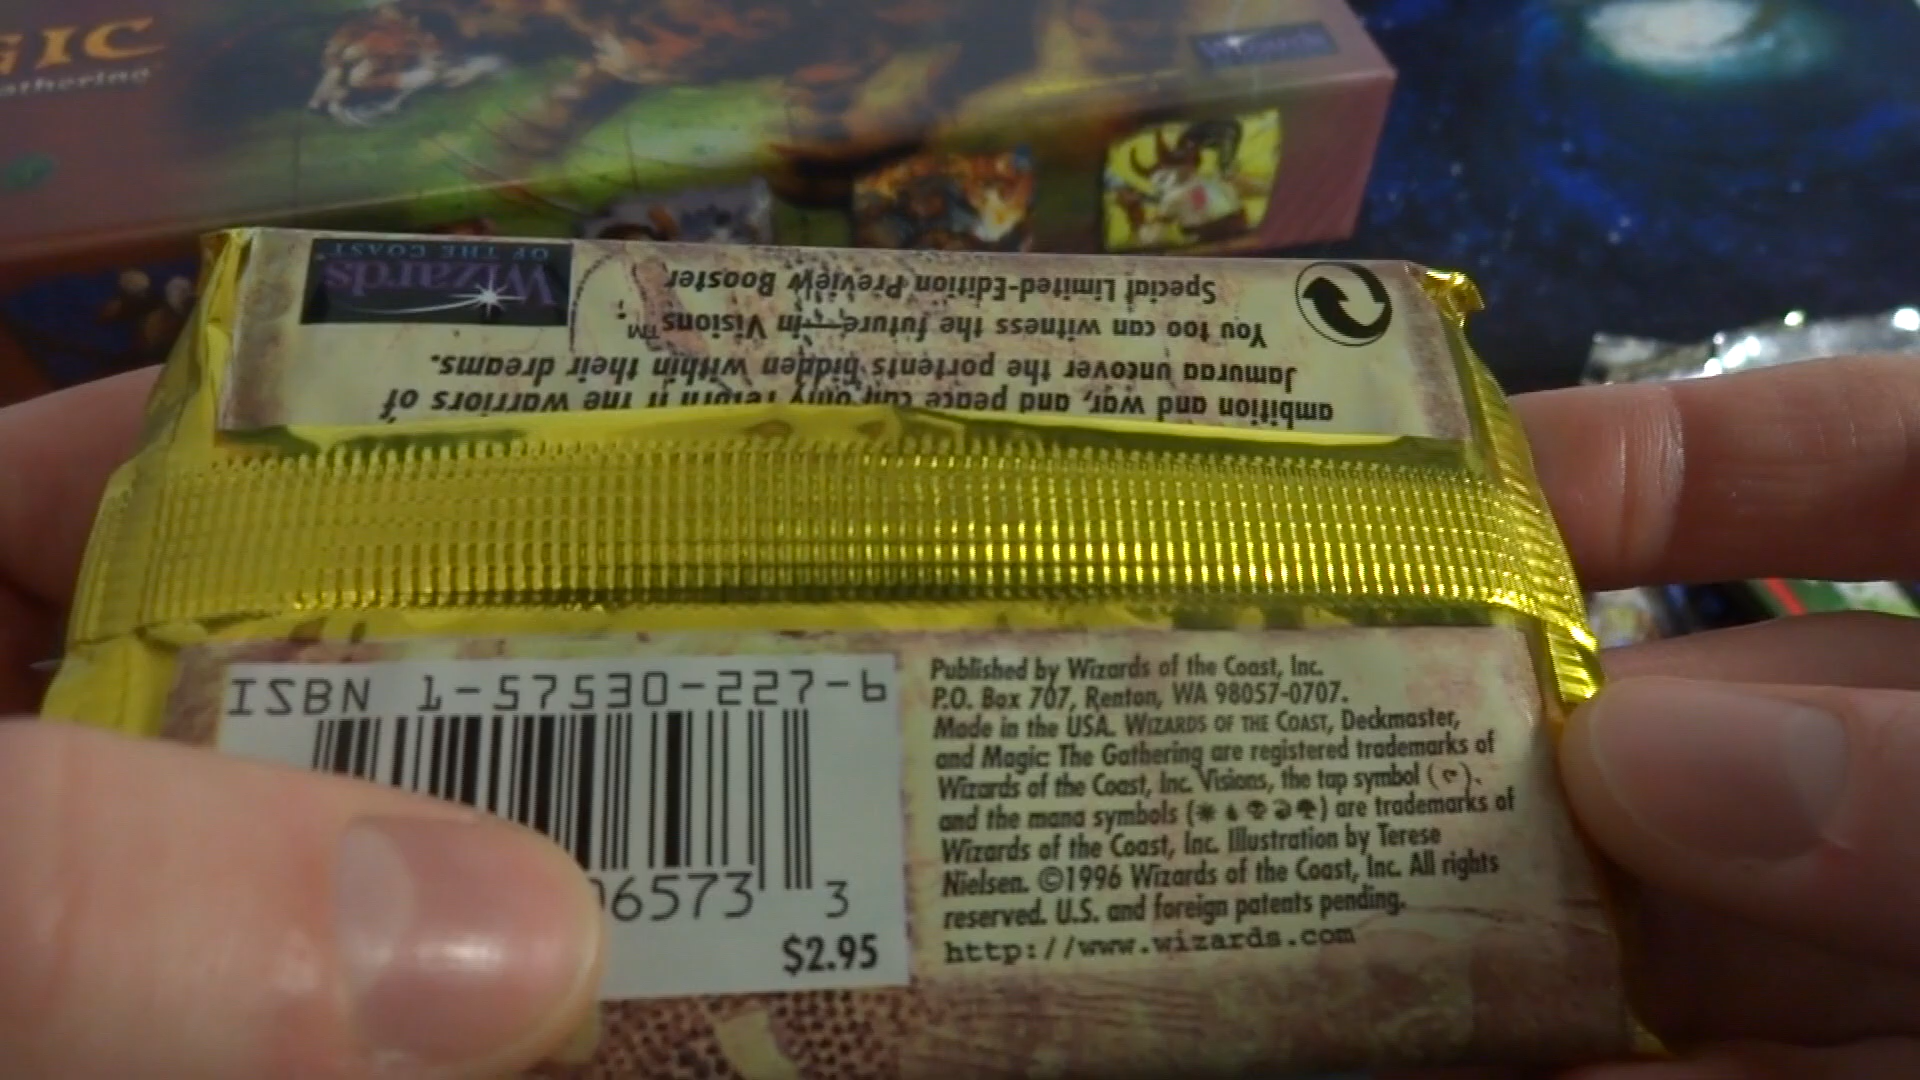 GIC
athering
Wizards
ambition and war, and peace can only return if the warriors of
Jamuraa uncover the portents hidden within their dreams.
You too can witness the future—in Visions™:
Special Limited-Edition Preview Booster
Wizards
OF THE COAST
ISBN 1-57530-227-6
06573 3
$2.95
Published by Wizards of the Coast, Inc.
P.O. Box 707, Renton, WA 98057-0707.
Made in the USA. WIZARDS OF THE COAST, Deckmaster,
and Magic: The Gathering are registered trademarks of
Wizards of the Coast, Inc. Visions, the tap symbol ( ),
and the mana symbols ( ) are trademarks of
Wizards of the Coast, Inc. Illustration by Terese
Nielsen. ©1996 Wizards of the Coast, Inc. All rights
reserved. U.S. and foreign patents pending.
http://www.wizards.com